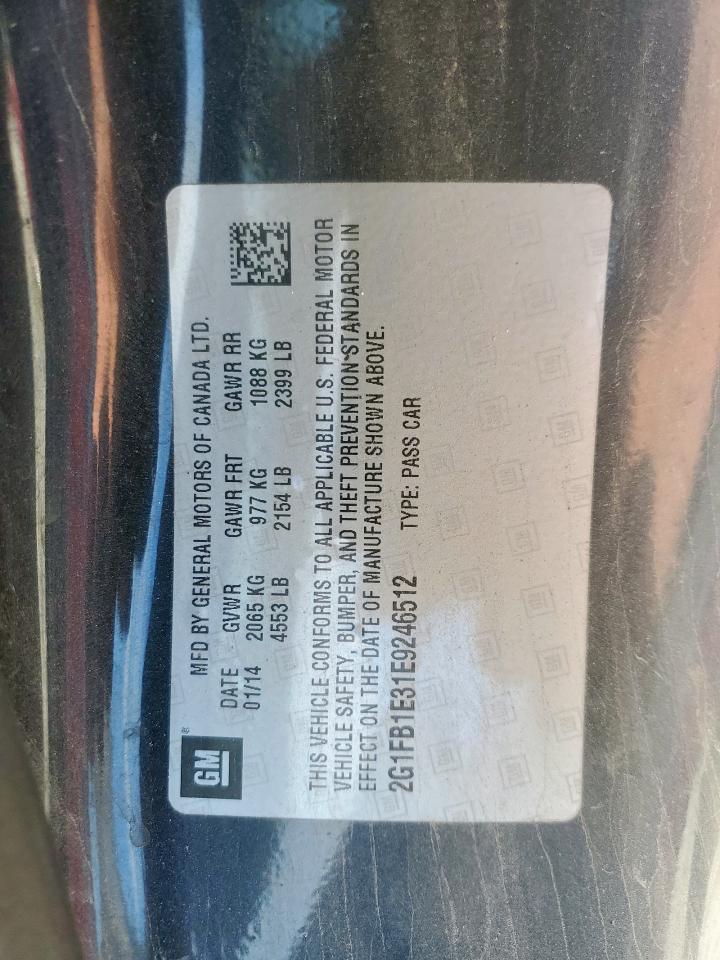 GM®
MFD BY GENERAL MOTORS OF CANADA LTD.
DATE GVWR GAWR FRT GAWR RR
01/14 2065 KG 977 KG 1088 KG
4553 LB 2154 LB 2399 LB
THIS VEHICLE CONFORMS TO ALL APPLICABLE U.S. FEDERAL MOTOR
VEHICLE SAFETY, BUMPER, AND THEFT PREVENTION STANDARDS IN
EFFECT ON THE DATE OF MANUFACTURE SHOWN ABOVE.
2G1FB1E31E9246512 TYPE: PASS CAR